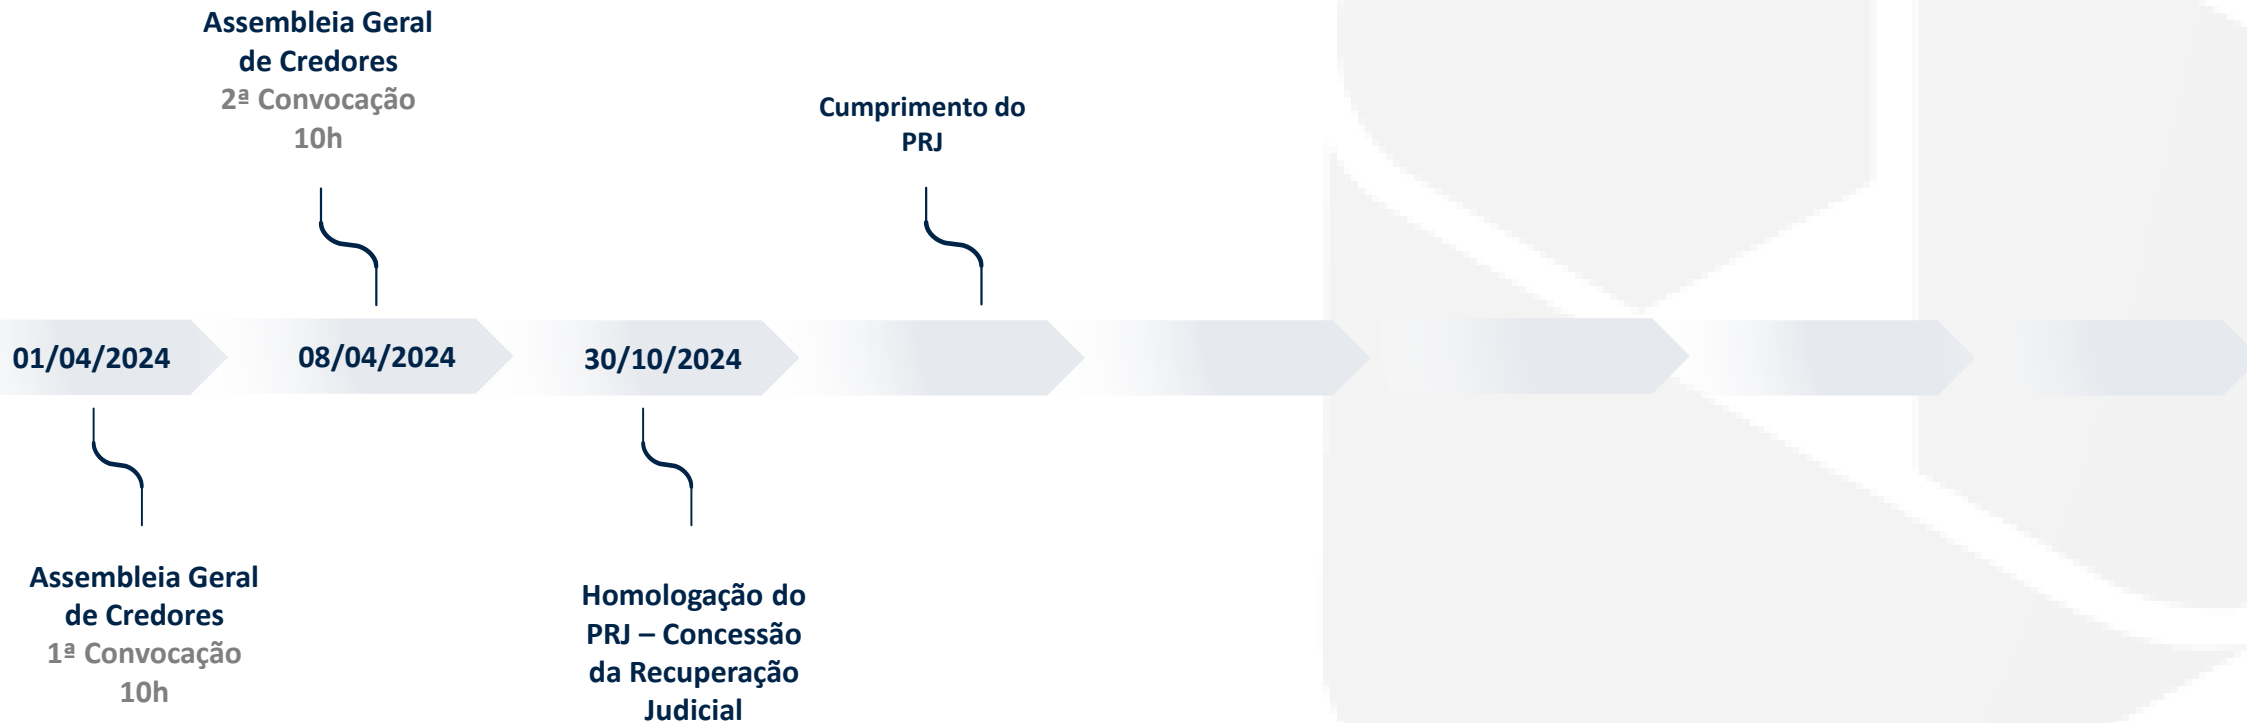 Assembleia Geral
de Credores
2ª Convocação
10h
Cumprimento do
PRJ
01/04/2024
08/04/2024
30/10/2024
Assembleia Geral
de Credores
1ª Convocação
10h
Homologação do
PRJ – Concessão
da Recuperação
Judicial